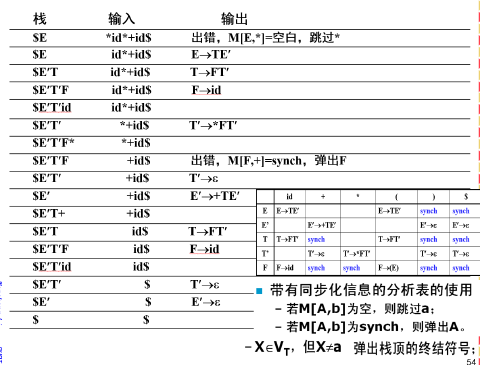 栈 输入 输出
$E *id*+id$ 出错，M[E,*]=空白，跳过*
$E id*+id$ E→TE′
$E′T id*+id$ T→FT′
$E′T′F id*+id$ F→id
$E′T′id id*+id$
$E′T′ *+id$ T′→*FT′
$E′T′F* *+id$
$E′T′F +id$ 出错，M[F,+]=synch，弹出F
$E′T′ +id$ T′→ε
$E′ +id$ E′→+TE′
$E′T+ +id$
$E′T id$ T→FT′
$E′T′F id$ F→id
$E′T′id id$
$E′T′ $ T′→ε
$E′ $ E′→ε
$ $
id + * ( ) $
E E→TE′ E→TE′ synch synch
E′ E′→+TE′ E′→ε E′→ε
T T→FT′ synch T→FT′ synch synch
T′ T′→ε T′→*FT′ T′→ε T′→ε
F F→id synch synch F→(E) synch synch
带有同步化信息的分析表的使用
– 若M[A,b]为空，则跳过a；
– 若M[A,b]为synch，则弹出A。
– X∈VT，但X≠a 弹出栈顶的终结符号；
54